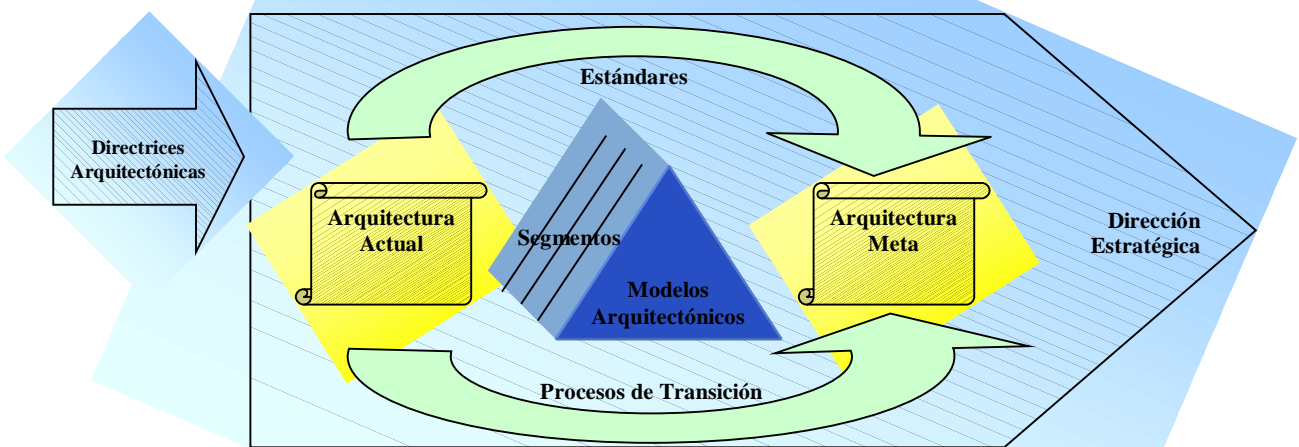 Estándares
Directrices
Arquitectónicas
Arquitectura
Actual
Segmentos
Modelos
Arquitectónicos
Arquitectura
Meta
Dirección
Estratégica
Procesos de Transición